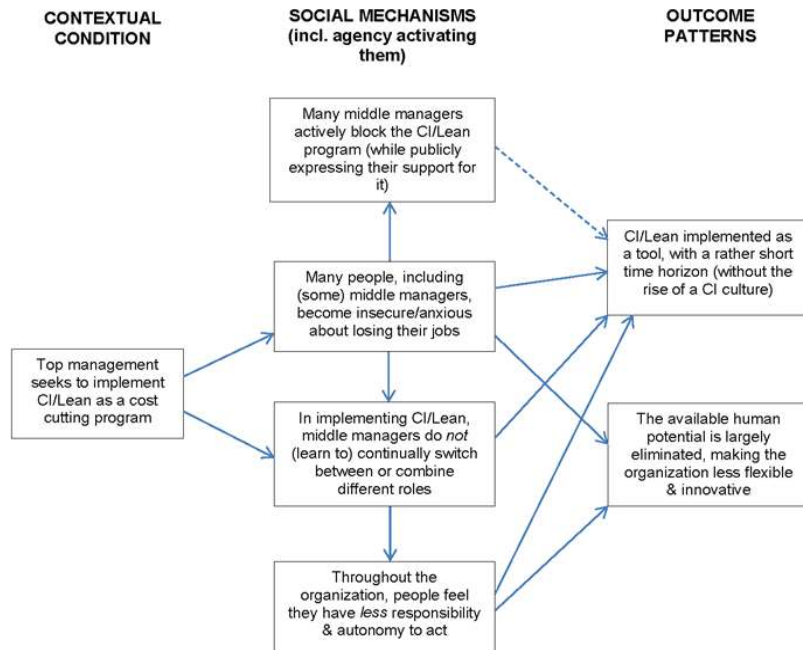 CONTEXTUAL
CONDITION
SOCIAL MECHANISMS
(incl. agency activating
them)
OUTCOME
PATTERNS
Many middle managers
actively block the CI/Lean
program (while publicly
expressing their support for
it)
CI/Lean implemented as
a tool, with a rather short
time horizon (without the
rise of a CI culture)
Many people, including
(some) middle managers,
become insecure/anxious
about losing their jobs
Top management
seeks to implement
CI/Lean as a cost
cutting program
In implementing CI/Lean,
middle managers do not
(learn to) continually switch
between or combine
different roles
The available human
potential is largely
eliminated, making the
organization less flexible
& innovative
Throughout the
organization, people feel
they have less responsibility
& autonomy to act